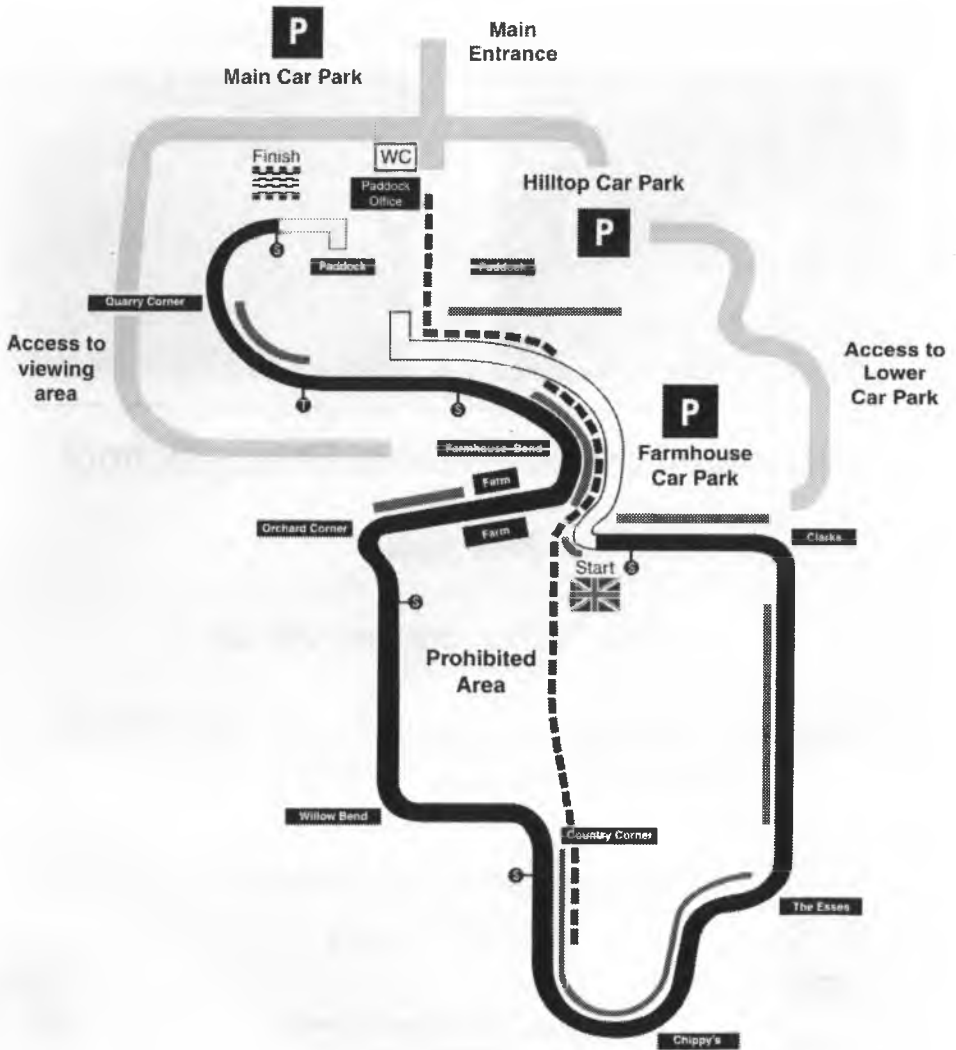 P
Main Car Park
Main
Entrance
Finish
WC
Paddock
Office
Hilltop Car Park
P
S
Paddock
Paddock
Quarry Corner
Access to
viewing
area
Access to
Lower
Car Park
T
S
P
Farmhouse
Car Park
Farmhouse Bend
Farm
Orchard Corner
Farm
Clarks
Start
S
S
Prohibited
Area
Willow Bend
Country Corner
S
The Esses
Chippy's